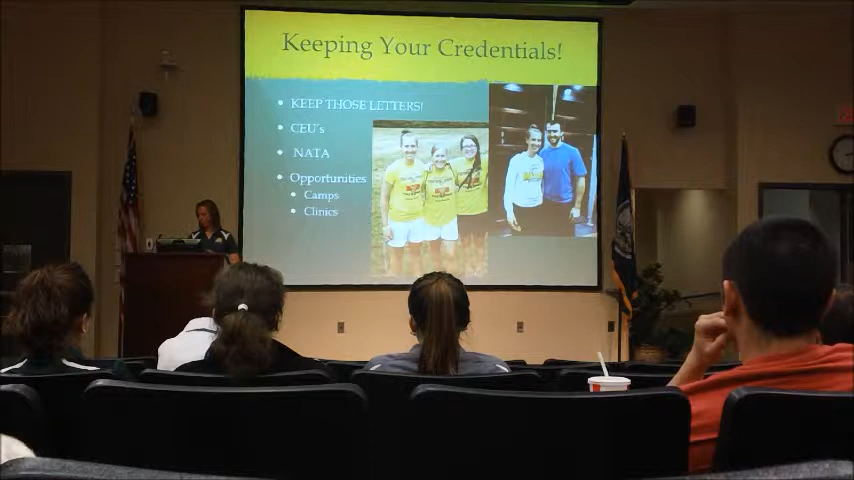 Keeping Your Credentials!
• KEEP THOSE LETTERS!
• CEU's
• NATA
• Opportunities
• Camps
• Clinics